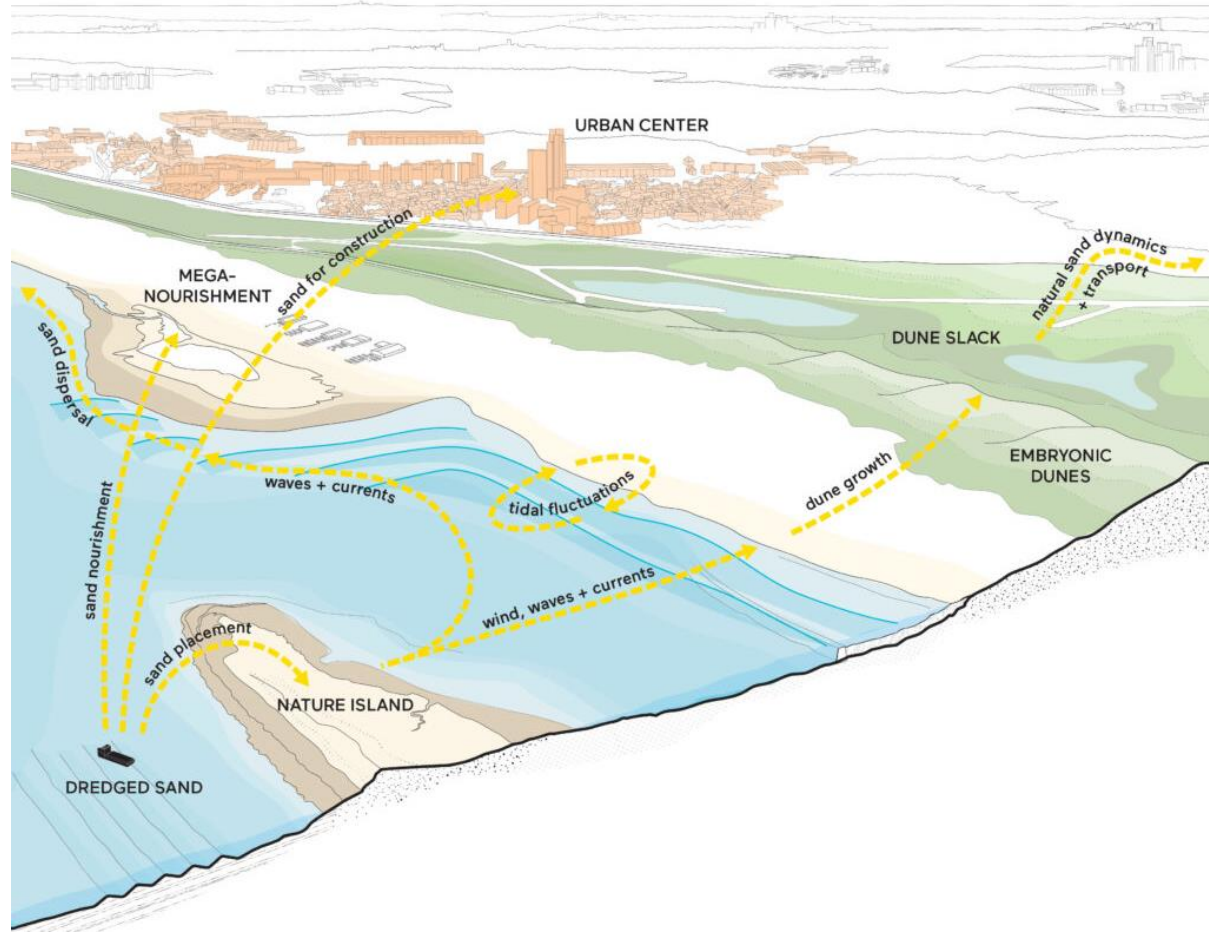 URBAN CENTER
MEGA-
NOURISHMENT
sand for construction
natural sand dynamics
+ transport
sand dispersal
DUNE SLACK
waves + currents
tidal fluctuations
dune growth
EMBRYONIC
DUNES
sand nourishment
wind, waves + currents
sand placement
NATURE ISLAND
DREDGED SAND